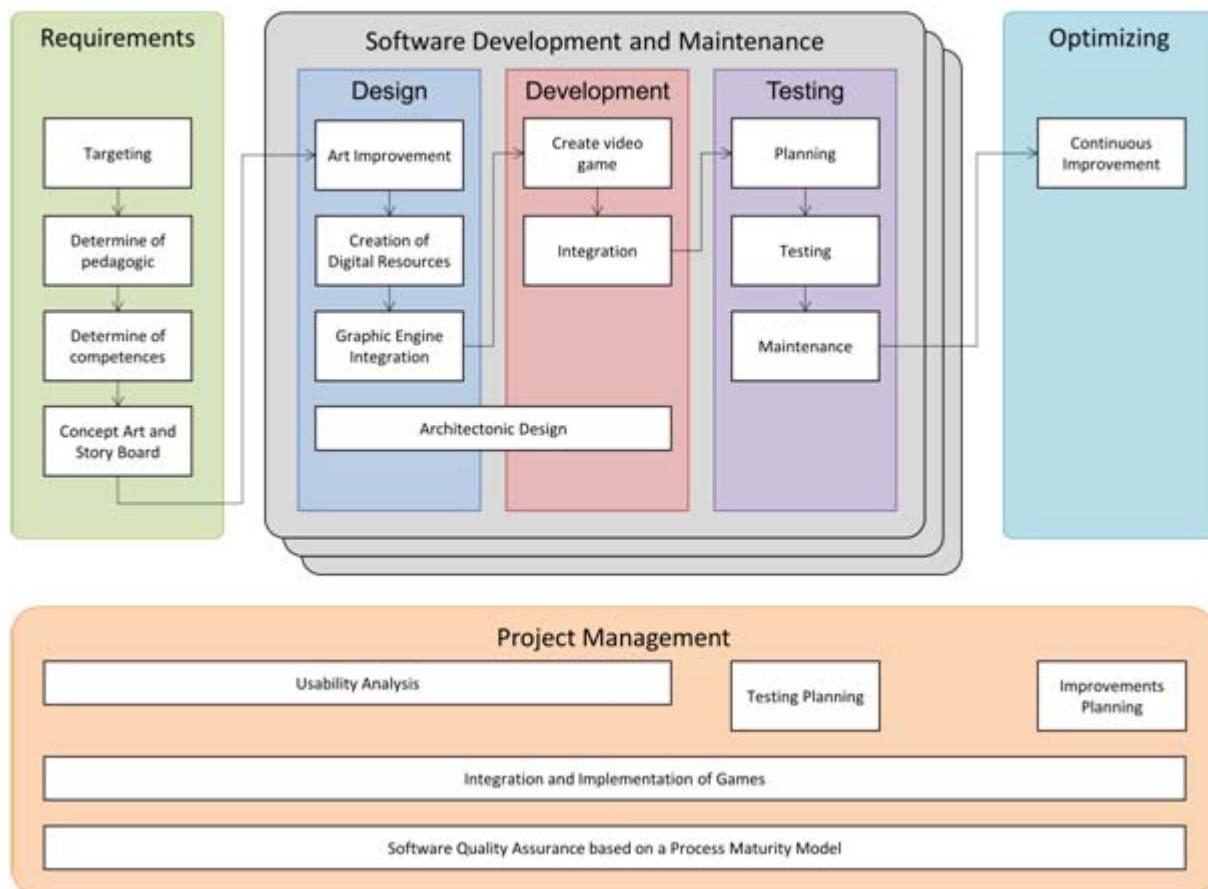 Requirements
Targeting
Determine of
pedagogic
Determine of
competences
Concept Art and
Story Board
Software Development and Maintenance
Design
Art Improvement
Creation of
Digital Resources
Graphic Engine
Integration
Architectonic Design
Development
Create video
game
Integration
Testing
Planning
Testing
Maintenance
Optimizing
Continuous
Improvement
Project Management
Usability Analysis
Testing Planning
Improvements
Planning
Integration and Implementation of Games
Software Quality Assurance based on a Process Maturity Model